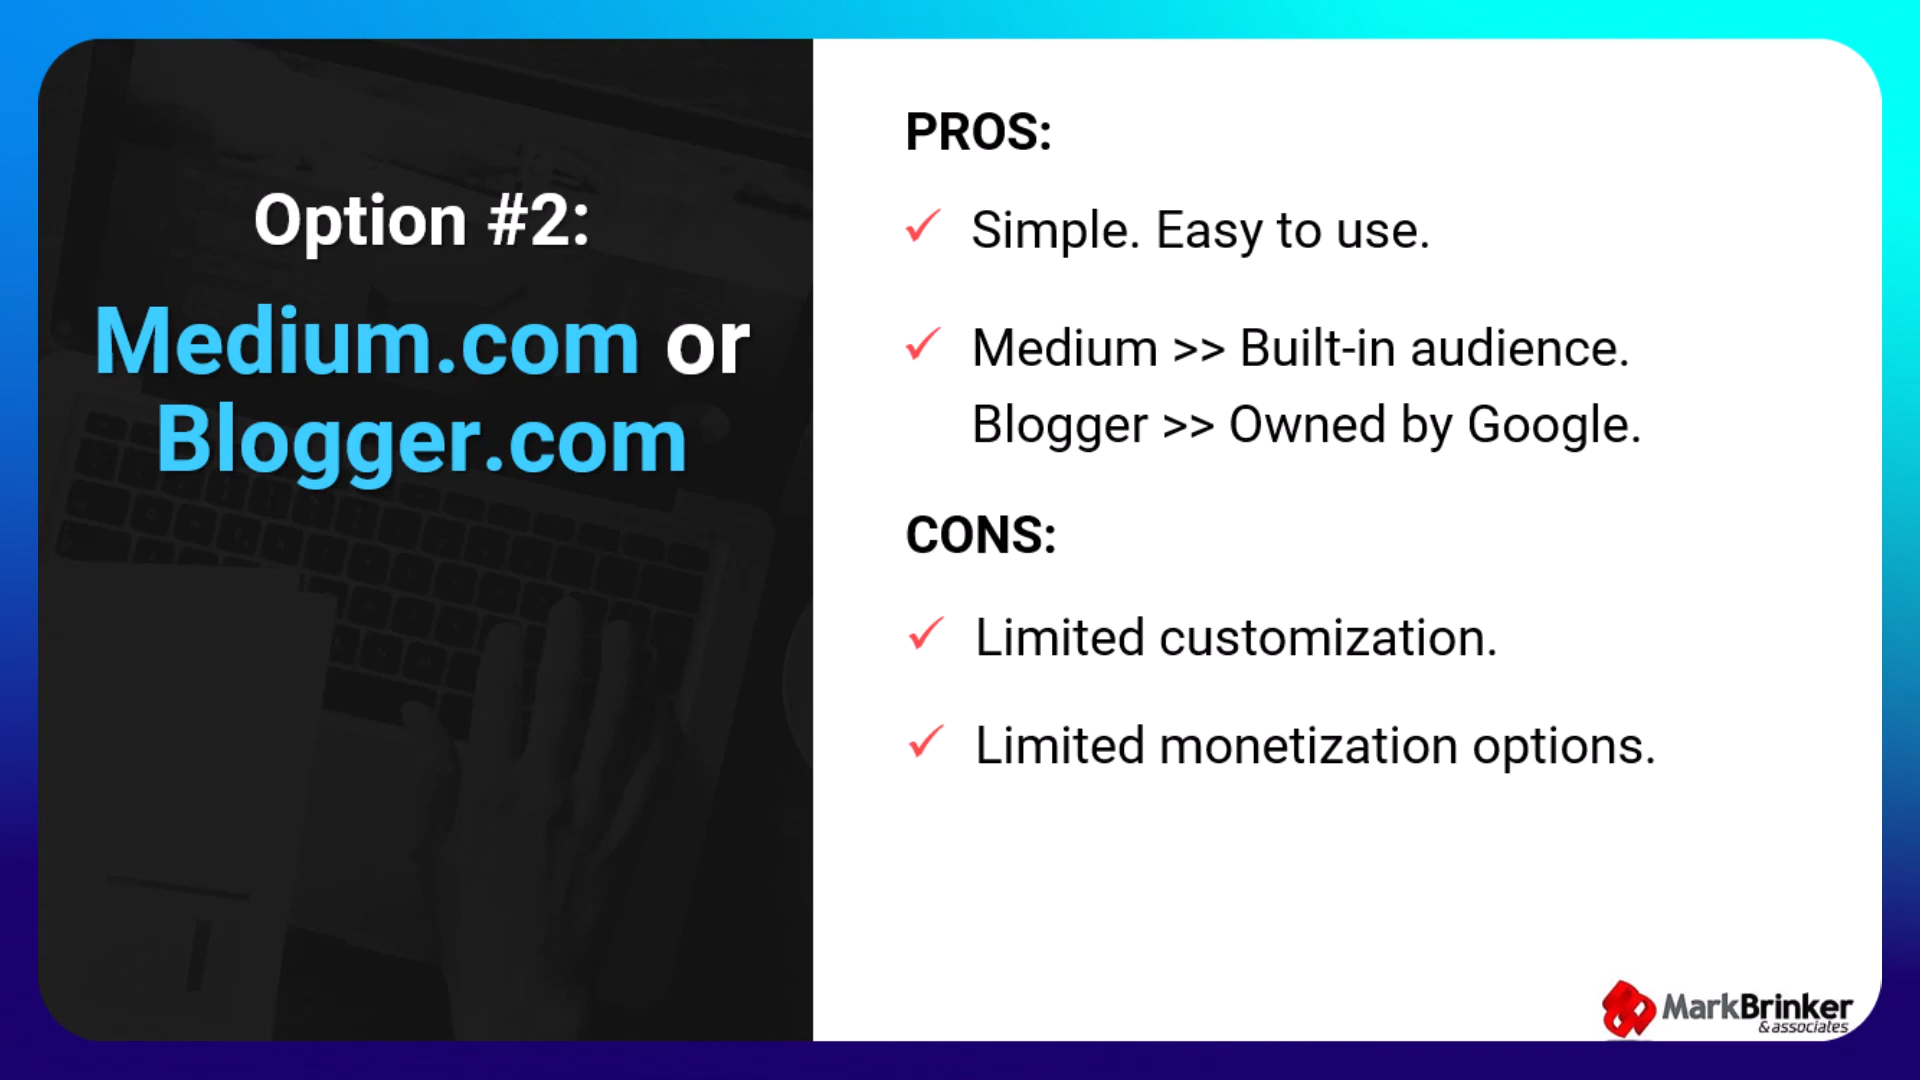 Option #2:
Medium.com or
Blogger.com
PROS:
Simple. Easy to use.
Medium >> Built-in audience.
Blogger >> Owned by Google.
CONS:
Limited customization.
Limited monetization options.
MarkBrinker
& associates